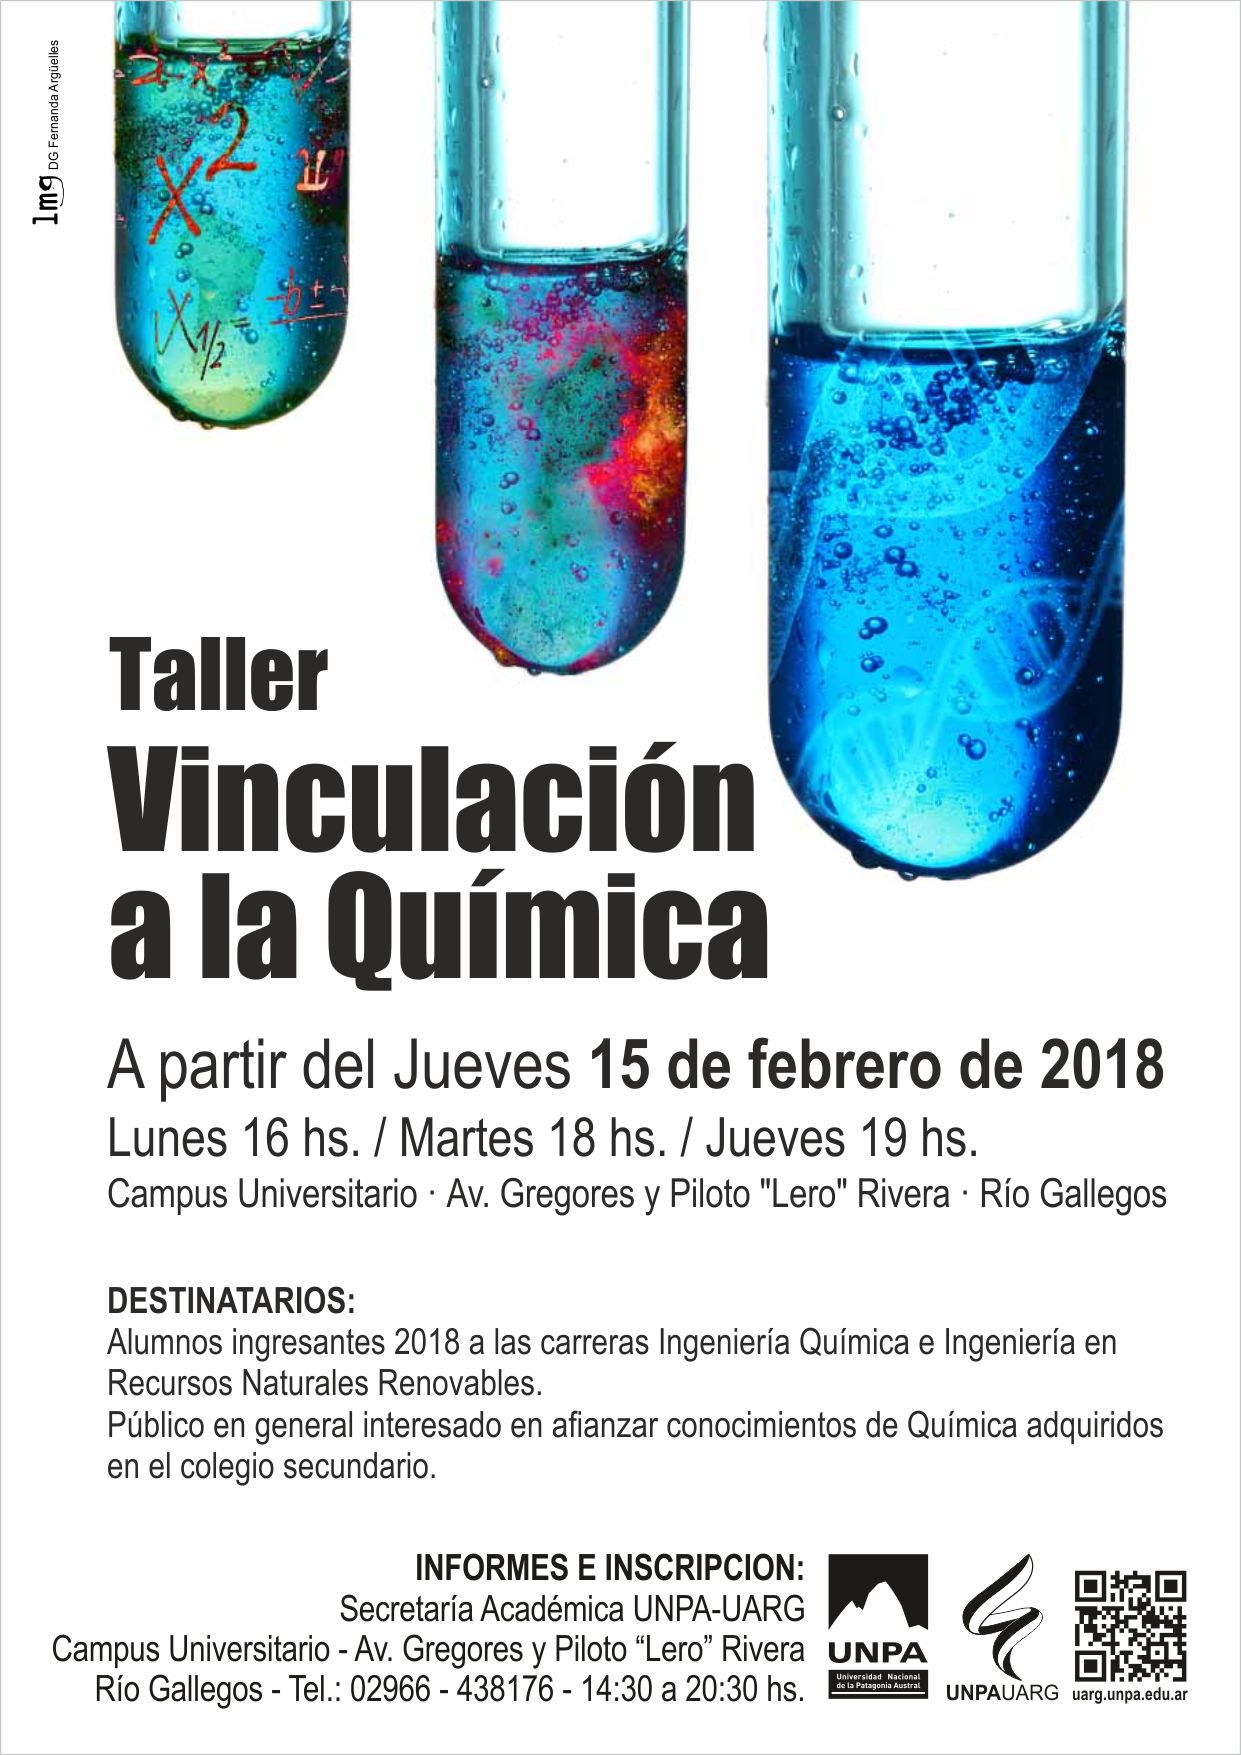 lmg DG Fernanda Argüelles
x²
π
-b±
X1/2=
Taller
Vinculación
a la Química
A partir del Jueves 15 de febrero de 2018
Lunes 16 hs. / Martes 18 hs. / Jueves 19 hs.
Campus Universitario · Av. Gregores y Piloto "Lero" Rivera · Río Gallegos
DESTINATARIOS:
Alumnos ingresantes 2018 a las carreras Ingeniería Química e Ingeniería en
Recursos Naturales Renovables.
Público en general interesado en afianzar conocimientos de Química adquiridos
en el colegio secundario.
INFORMES E INSCRIPCION:
Secretaría Académica UNPA-UARG
Campus Universitario - Av. Gregores y Piloto “Lero” Rivera
Río Gallegos - Tel.: 02966 - 438176 - 14:30 a 20:30 hs.
UNPA
Universidad Nacional
de la Patagonia Austral
UNPAUARG
uarg.unpa.edu.ar